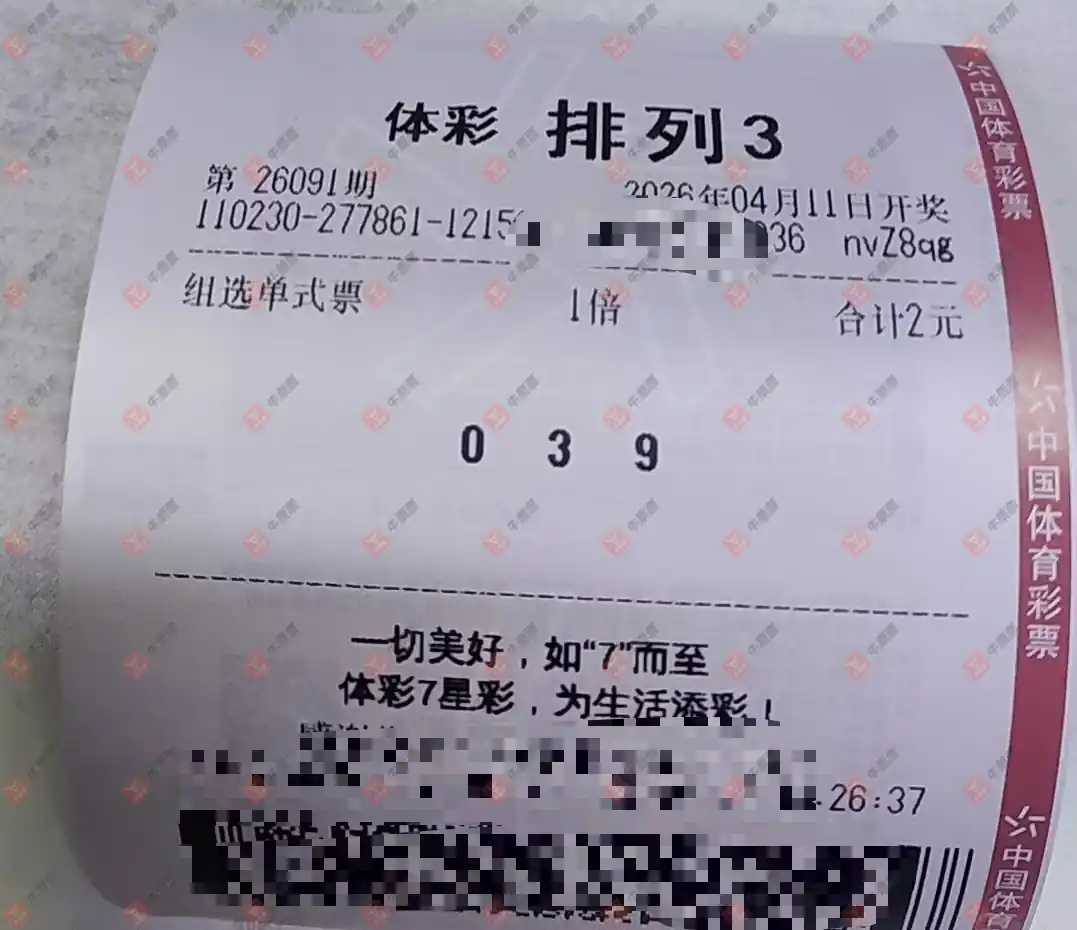 体彩 排列3
第 26091期 2026年04月11日开奖
110230-277861-1215 036 nvZ8qg
组选单式票 1倍 合计2元
0 3 9
一切美好，如“7”而至
体彩7星彩，为生活添彩！
26:37
中国体育彩票
中国体育彩票
中国体育